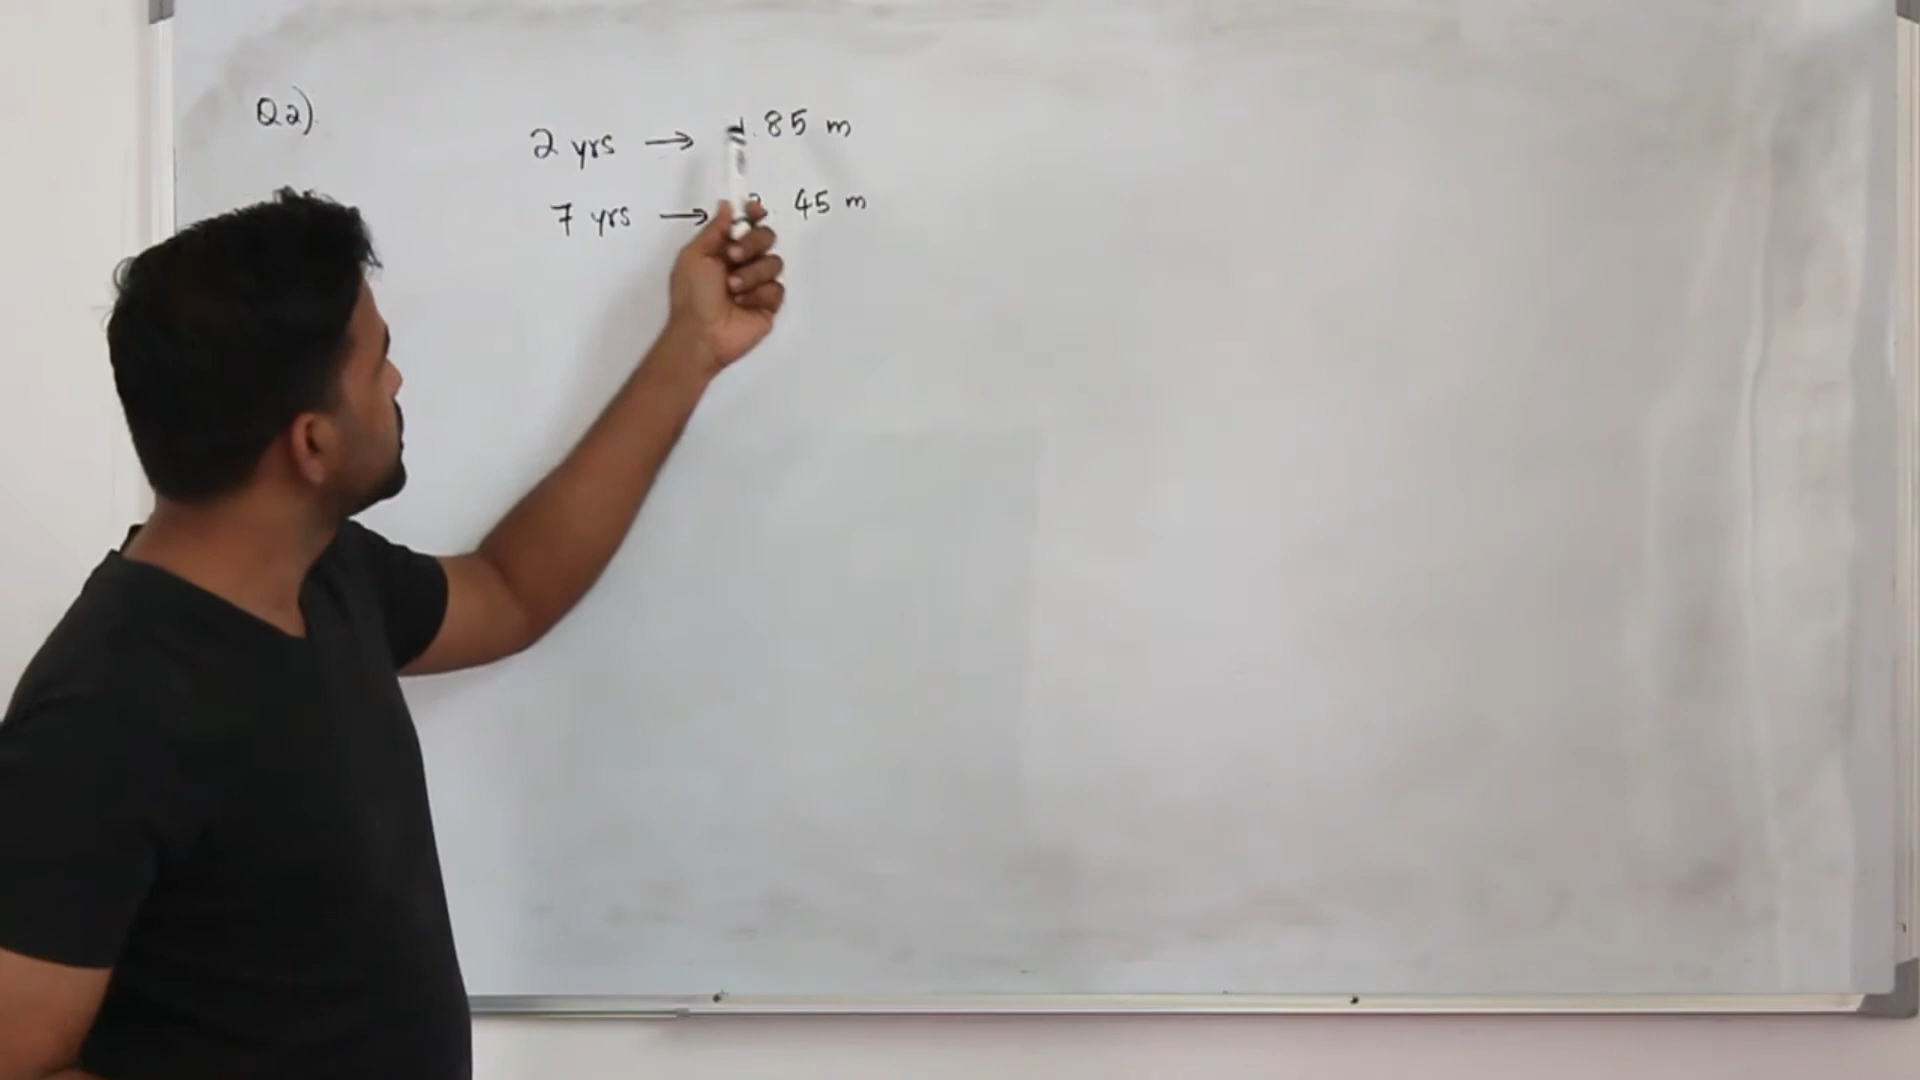 Q2)
2 yrs → .85 m
7 yrs → . 45 m